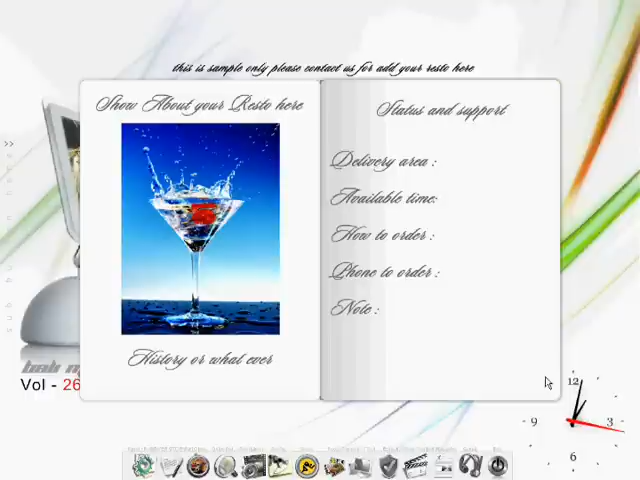 this is sample only please contact us for add your resto here
Show About your Resto here
Status and support
Delivery area :
Available time:
How to order :
Phone to order :
Note :
History or what ever
>>
Vol - 26
12
9
3
6